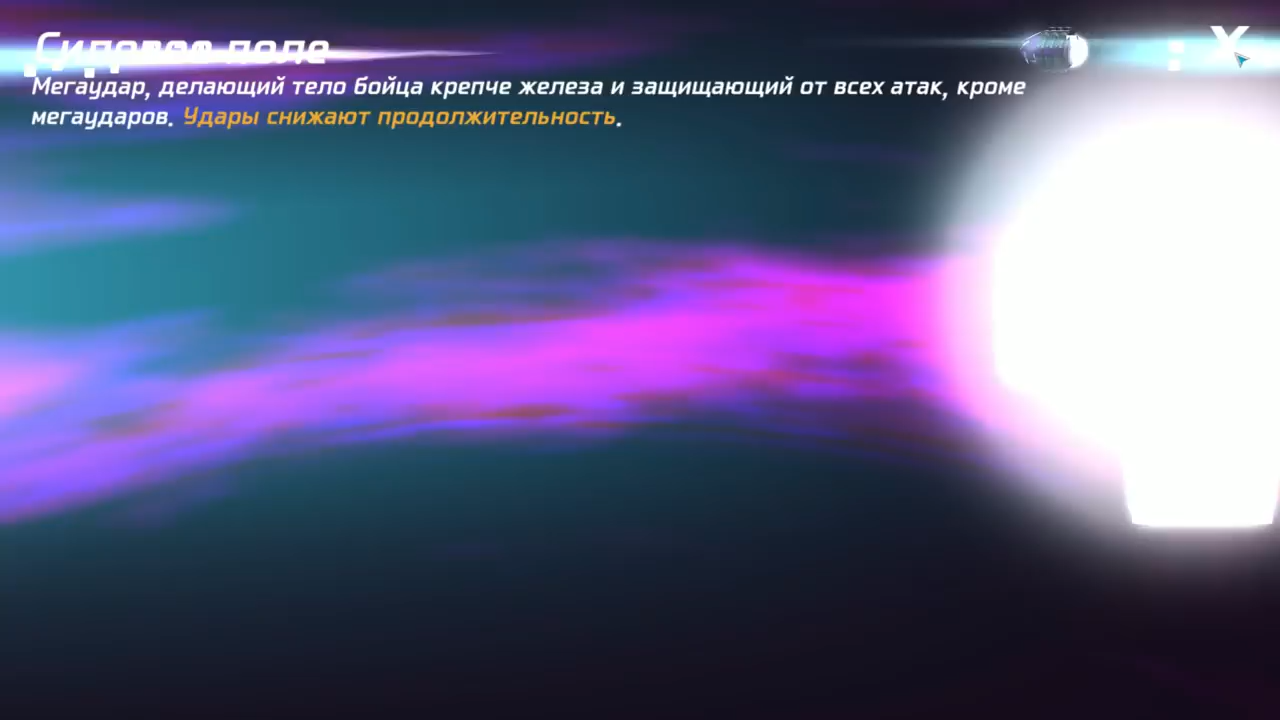 Силовое поле
Мегаудар, делающий тело бойца крепче железа и защищающий от всех атак, кроме
мегаударов. Удары снижают продолжительность.